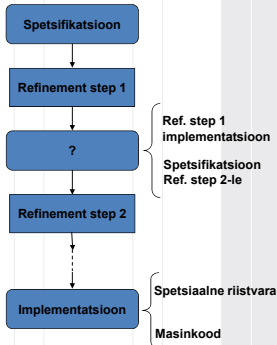 Spetsifikatsioon
Refinement step 1
?
Ref. step 1
implementatsioon
Spetsifikatsioon
Ref. step 2-le
Refinement step 2
Implementatsioon
Spetsiaalne riistvara
Masinkood